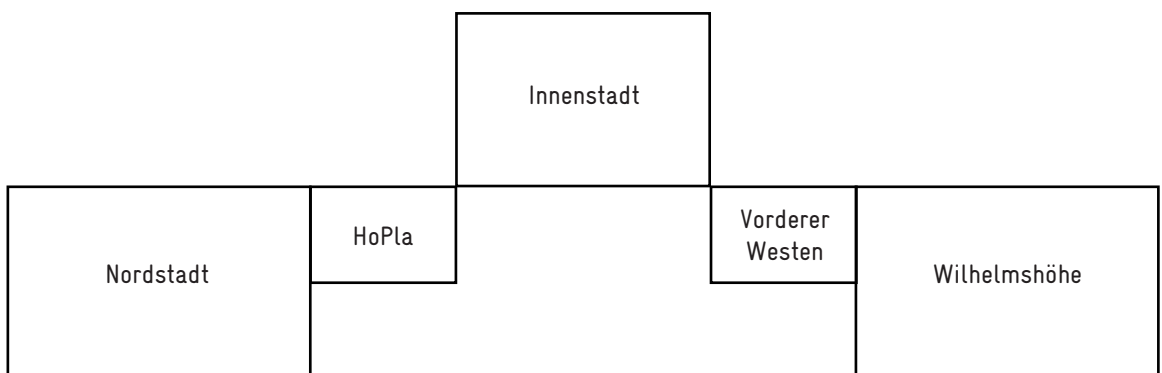 Innenstadt
Nordstadt
HoPla
Vorderer
Westen
Wilhelmshöhe